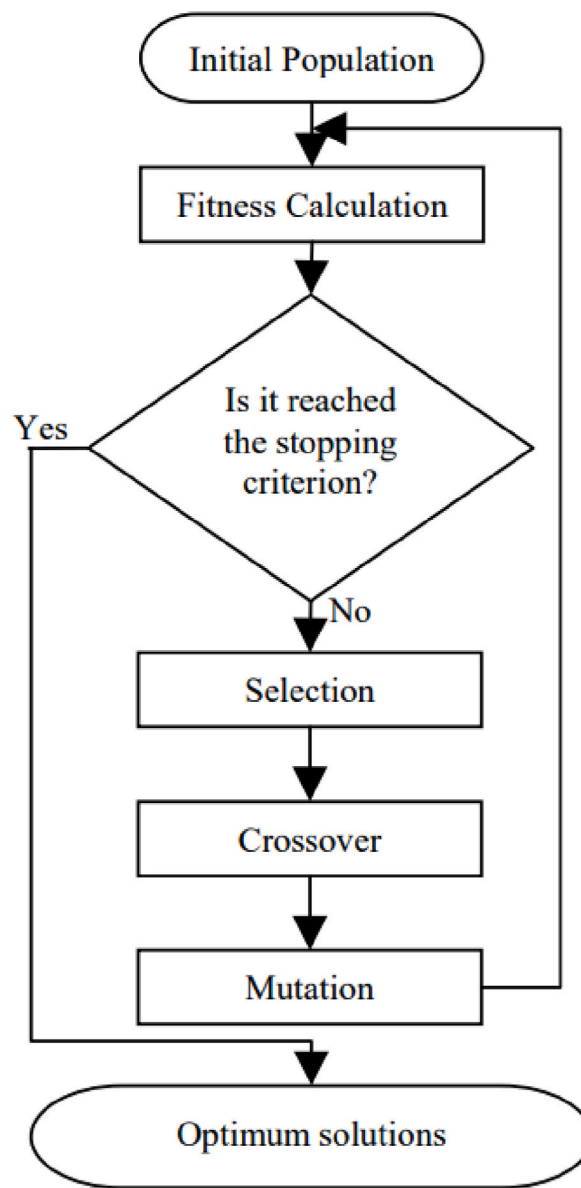 Initial Population
Fitness Calculation
Is it reached
the stopping
criterion?
Yes
No
Selection
Crossover
Mutation
Optimum solutions